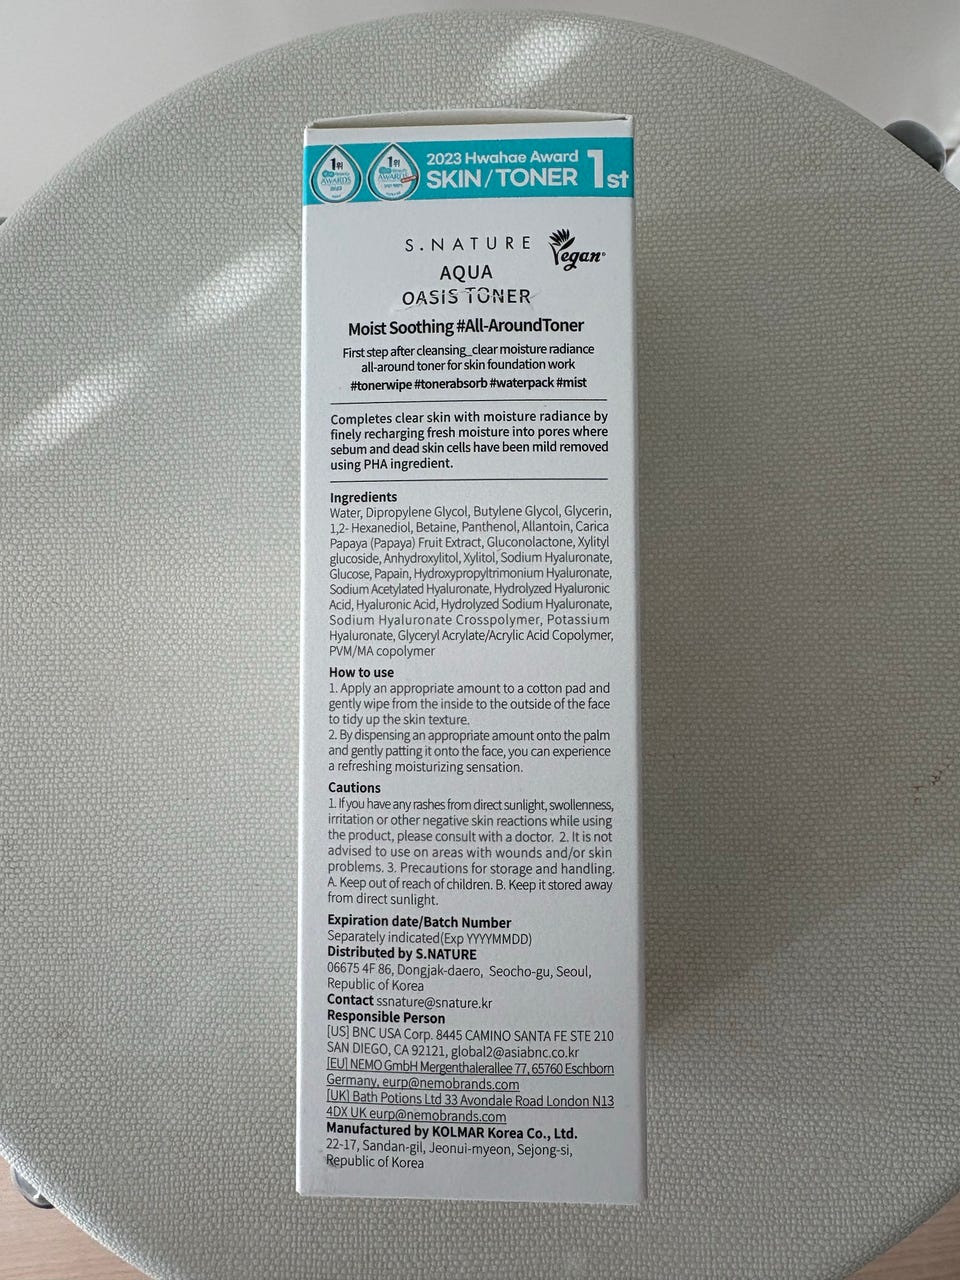 1위
AWARDS
2023
1위
AWARDS
2023 Hwahae Award
SKIN/TONER 1st
S.NATURE
Vegan
AQUA
OASIS TONER
Moist Soothing #All-AroundToner
First step after cleansing_clear moisture radiance
all-around toner for skin foundation work
#tonerwipe #tonerabsorb #waterpack #mist
Completes clear skin with moisture radiance by
finely recharging fresh moisture into pores where
sebum and dead skin cells have been mild removed
using PHA ingredient.
Ingredients
Water, Dipropylene Glycol, Butylene Glycol, Glycerin,
1,2- Hexanediol, Betaine, Panthenol, Allantoin, Carica
Papaya (Papaya) Fruit Extract, Gluconolactone, Xylityl
glucoside, Anhydroxylitol, Xylitol, Sodium Hyaluronate,
Glucose, Papain, Hydroxypropyltrimonium Hyaluronate,
Sodium Acetylated Hyaluronate, Hydrolyzed Hyaluronic
Acid, Hyaluronic Acid, Hydrolyzed Sodium Hyaluronate,
Sodium Hyaluronate Crosspolymer, Potassium
Hyaluronate, Glyceryl Acrylate/Acrylic Acid Copolymer,
PVM/MA copolymer
How to use
1. Apply an appropriate amount to a cotton pad and
gently wipe from the inside to the outside of the face
to tidy up the skin texture.
2. By dispensing an appropriate amount onto the palm
and gently patting it onto the face, you can experience
a refreshing moisturizing sensation.
Cautions
1. If you have any rashes from direct sunlight, swollenness,
irritation or other negative skin reactions while using
the product, please consult with a doctor. 2. It is not
advised to use on areas with wounds and/or skin
problems. 3. Precautions for storage and handling.
A. Keep out of reach of children. B. Keep it stored away
from direct sunlight.
Expiration date/Batch Number
Separately indicated(Exp YYYYMMDD)
Distributed by S.NATURE
06675 4F 86, Dongjak-daero, Seocho-gu, Seoul,
Republic of Korea
Contact ssnature@snature.kr
Responsible Person
[US] BNC USA Corp. 8445 CAMINO SANTA FE STE 210
SAN DIEGO, CA 92121, global2@asiabnc.co.kr
[EU] NEMO GmbH Mergenthalerallee 77, 65760 Eschborn
Germany, eurp@nemobrands.com
[UK] Bath Potions Ltd 33 Avondale Road London N13
4DX UK eurp@nemobrands.com
Manufactured by KOLMAR Korea Co., Ltd.
22-17, Sandan-gil, Jeonui-myeon, Sejong-si,
Republic of Korea